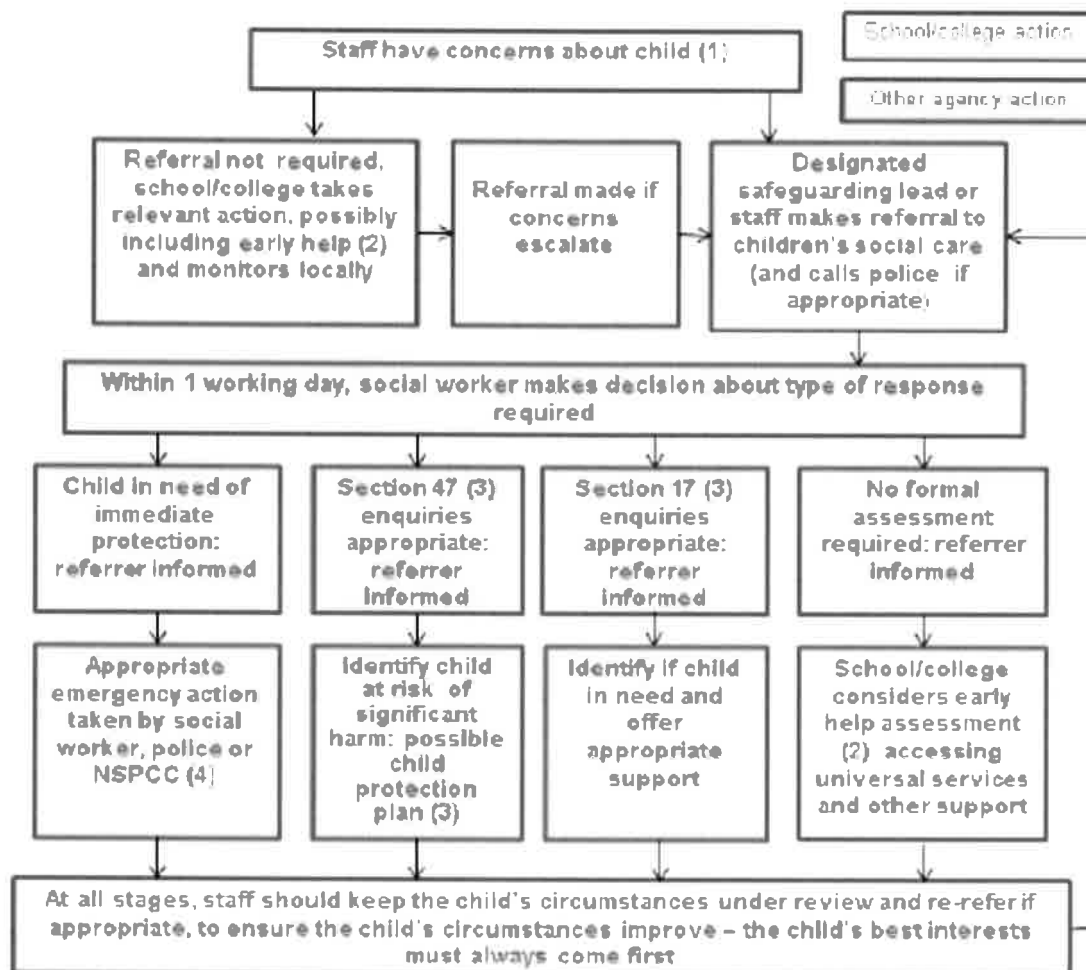 School/college action
Staff have concerns about child (1)
Other agancy action
Referral not required,
school/college takes
relevant action, possibly
including early help (2)
and monitors locally
Referral made if
concerns
escalate
Designated
safeguarding lead or
staff makes referral to
children's social care
(and calls police if
appropriate)
Within 1 working day, social worker makes decision about type of response
required
Child in need of
immediate
protection:
referrer informed
Section 47 (3)
enquiries
appropriate:
referrer
informed
Section 17 (3)
enquiries
appropriate:
referrer
informed
No formal
assessment
required: referrer
informed
Appropriate
emergency action
taken by social
worker, police or
NSPCC (4)
Identify child
at risk of
significant
harm: possible
child
protection
plan (3)
Identify if child
in need and
offer
appropriate
support
School/college
considers early
help assessment
(2) accessing
universal services
and other support
At all stages, staff should keep the child's circumstances under review and re-refer if
appropriate, to ensure the child's circumstances improve – the child's best interests
must always come first